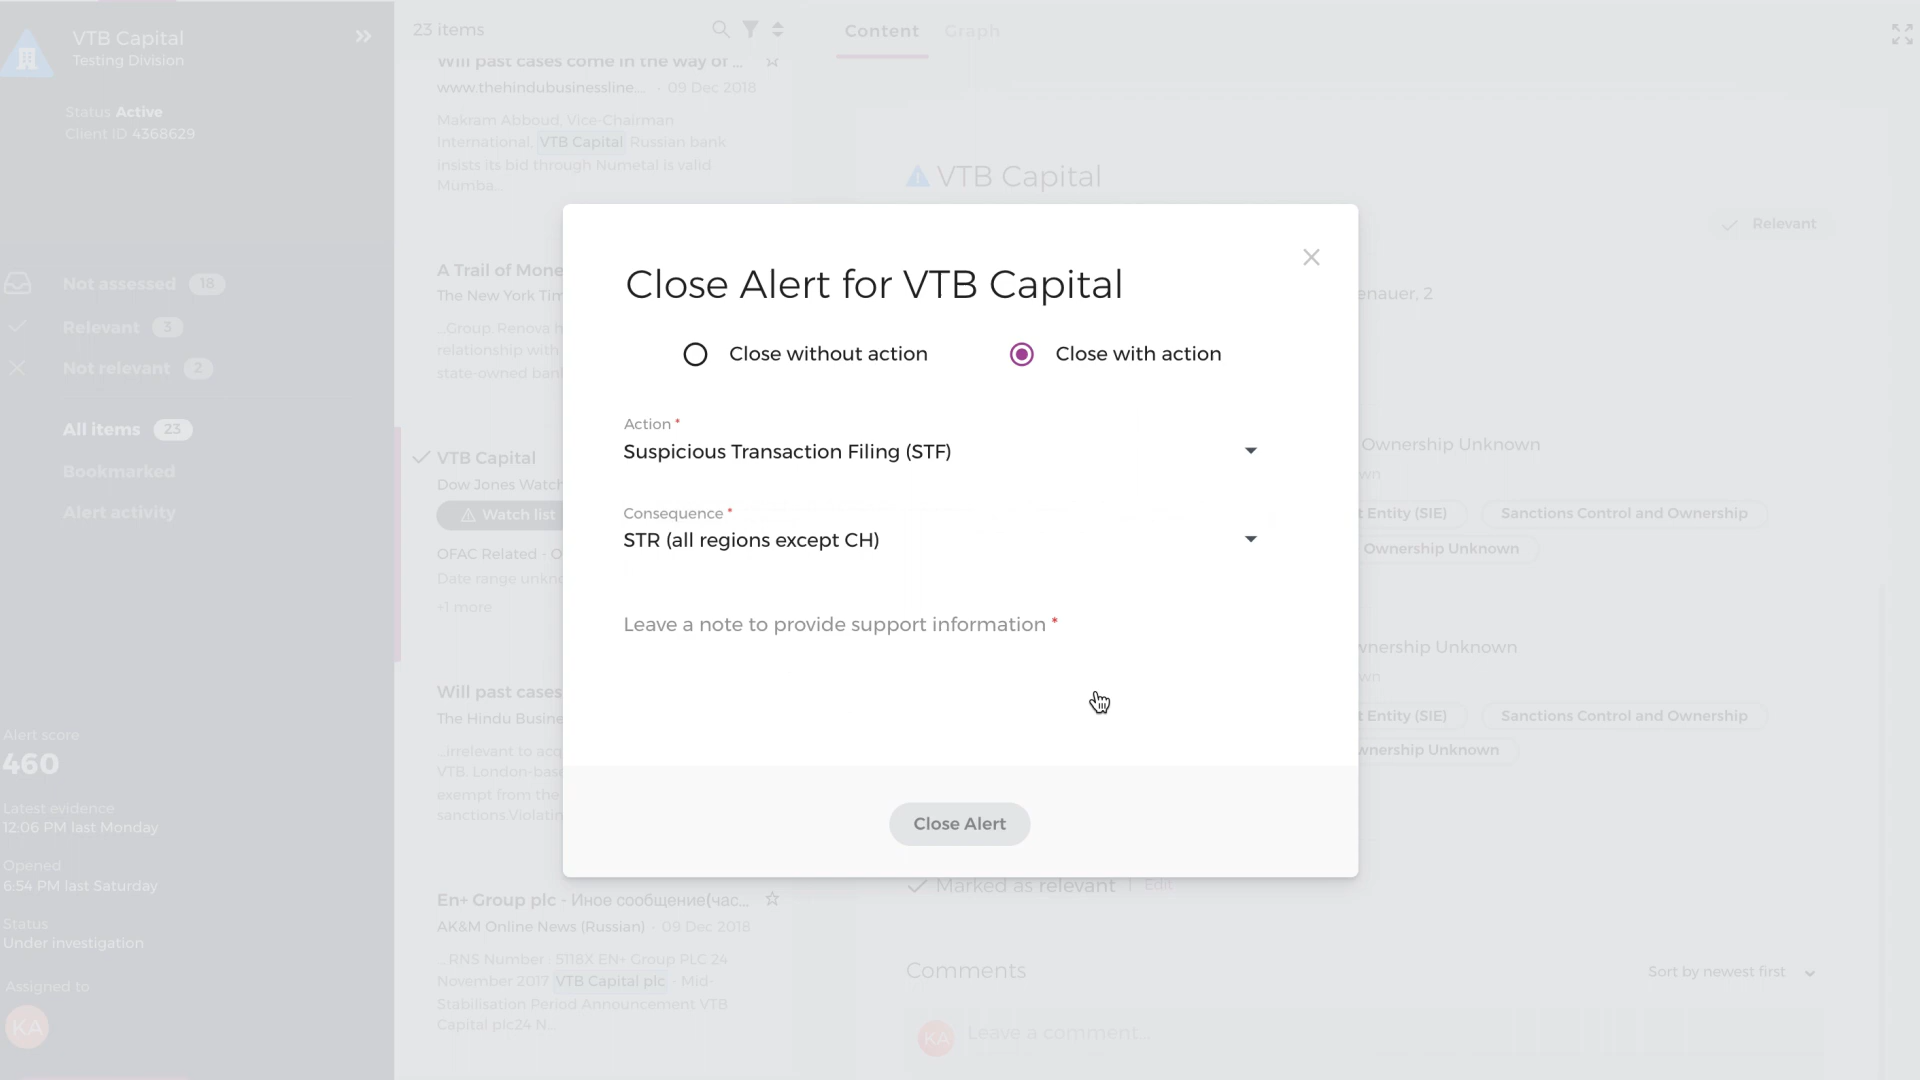 VTB Capital
Testing Division
Status Active
Client ID 4368629
Not assessed 18
Relevant 3
Not relevant 2
All items 23
Bookmarked
Alert activity
Alert score
460
Latest evidence
12:06 PM last Monday
Opened
6:54 PM last Saturday
Status
Under investigation
Assigned to
KA
23 items
Will past cases come in the way of ...
www.thehindubusinessline... · 09 Dec 2018
Makram Abboud, Vice-Chairman
International, VTB Capital Russian bank
insists its bid through Numetal is valid
Mumba...
A Trail of Mone
The New York Tim
...Group. Renova h
relationship with
state-owned ban
VTB Capital
Dow Jones Watch
Watch list
OFAC Related - O
Date range unkno
+1 more
Will past cases
The Hindu Busine
...irrelevant to acq
VTB. London-base
exempt from the
sanctions.Violatin
En+ Group plc - Иное сообщение(час...
AK&M Online News (Russian) · 09 Dec 2018
...RNS Number : 5118X EN+ Group PLC 24
November 2017 VTB Capital plc - Mid-
Stabilisation Period Announcement VTB
Capital plc24 N...
Content Graph
VTB Capital
Relevant
enauer, 2
Ownership Unknown
wn
t Entity (SIE) Sanctions Control and Ownership
Ownership Unknown
wnership Unknown
wn
t Entity (SIE) Sanctions Control and Ownership
wnership Unknown
Marked as relevant | Edit
Comments
Sort by newest first
KA Leave a comment...
Close Alert for VTB Capital
Close without action
Close with action
Action *
Suspicious Transaction Filing (STF)
Consequence *
STR (all regions except CH)
Leave a note to provide support information *
Close Alert